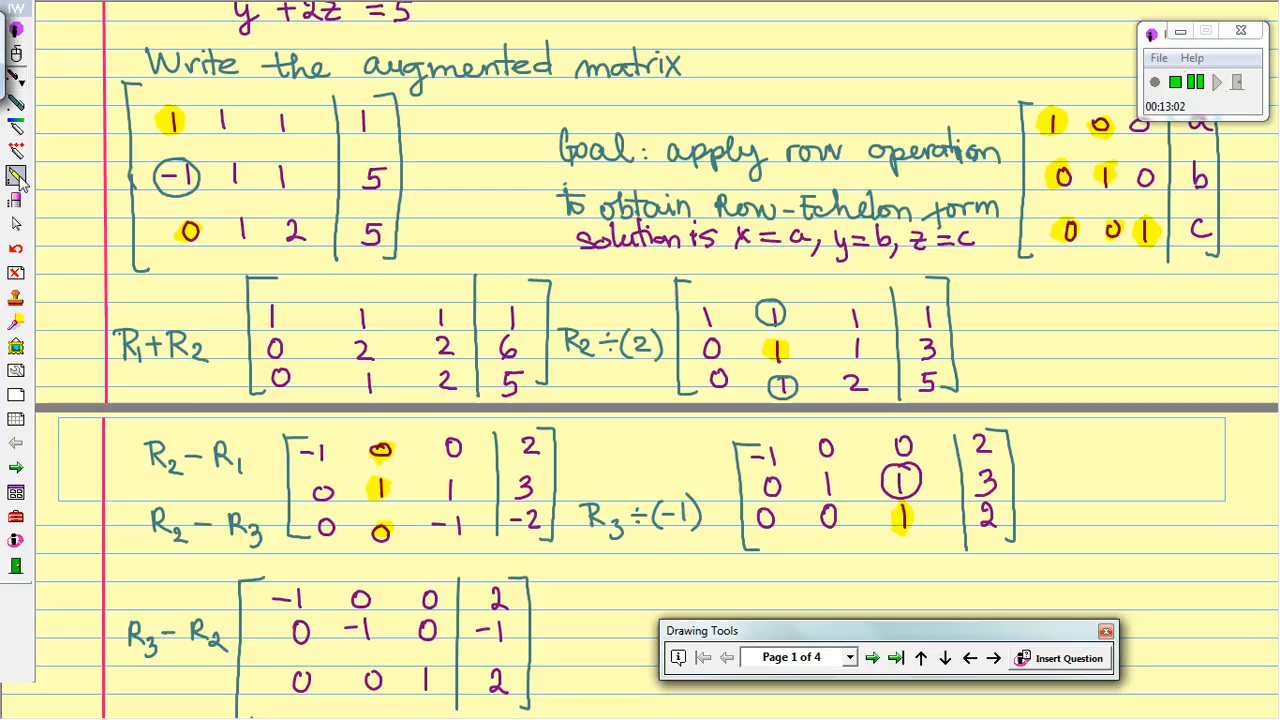 y + 2z = 5
Write the augmented matrix
1 1 1 | 1
-1 1 1 | 5
0 1 2 | 5
Goal: apply row operation
to obtain Row-Echelon form
solution is x = a, y = b, z = c
1 0 0 | a
0 1 0 | b
0 0 1 | c
R1+R2
1 1 1 | 1
0 2 2 | 6
0 1 2 | 5
R2 ÷ (2)
1 1 1 | 1
0 1 1 | 3
0 1 2 | 5
R2 - R1
R2 - R3
-1 0 0 | 2
0 1 1 | 3
0 0 -1 | -2
R3 ÷ (-1)
-1 0 0 | 2
0 1 1 | 3
0 0 1 | 2
R3 - R2
-1 0 0 | 2
0 -1 0 | -1
0 0 1 | 2
File Help
00:13:02
Drawing Tools
Page 1 of 4
Insert Question